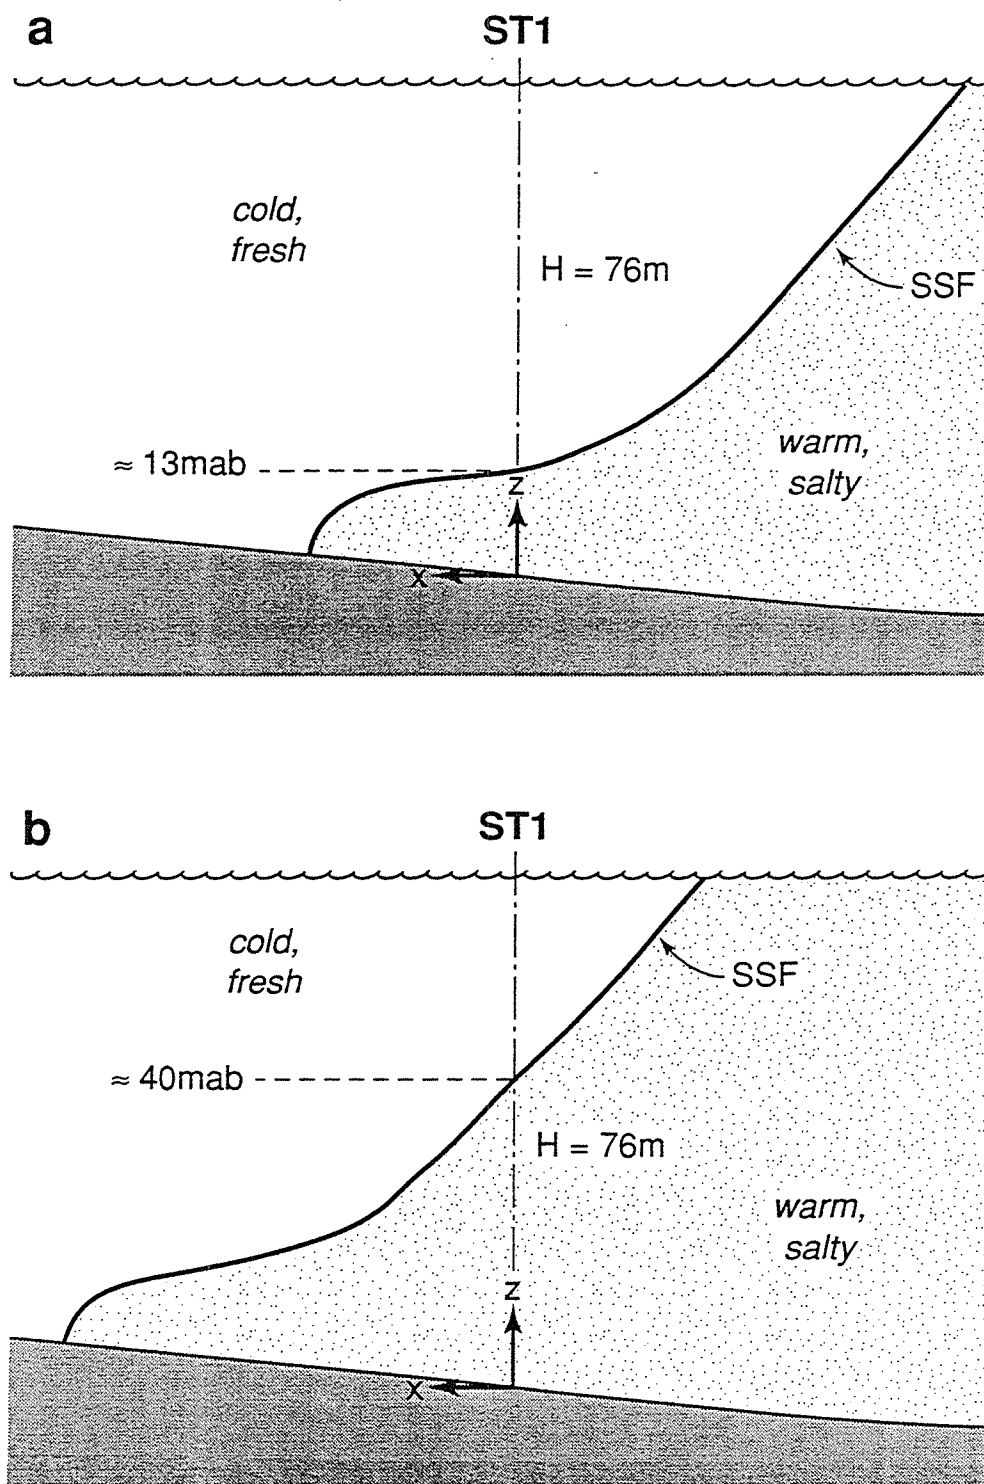 a
ST1
cold,
fresh
H = 76m
SSF
≈ 13mab
warm,
salty
z
x
b
ST1
cold,
fresh
SSF
≈ 40mab
H = 76m
warm,
salty
z
x